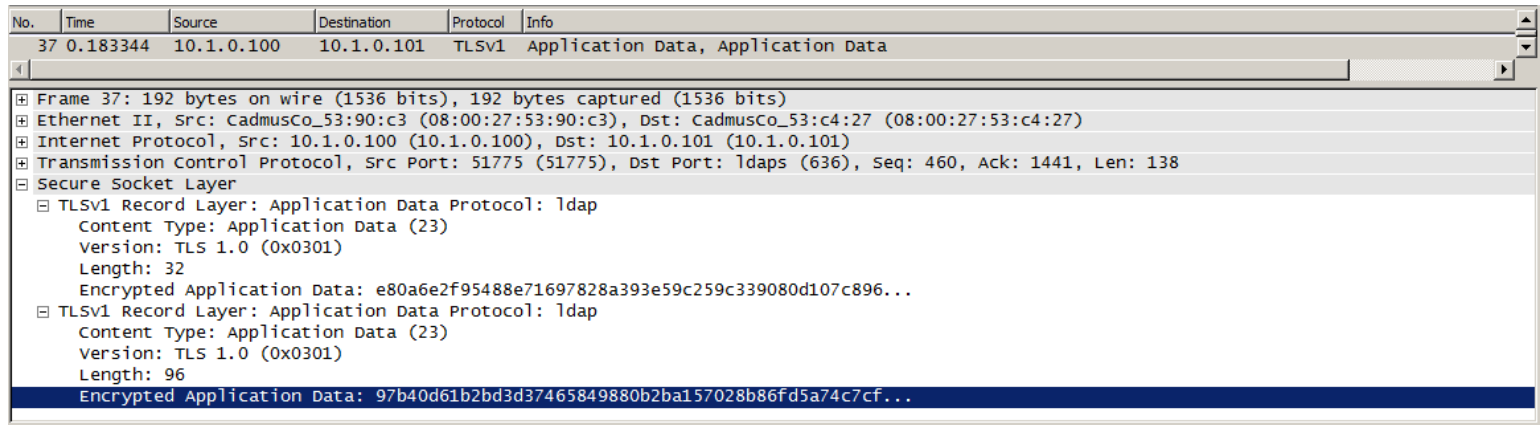 No. Time Source Destination Protocol Info
37 0.183344 10.1.0.100 10.1.0.101 TLSv1 Application Data, Application Data
Frame 37: 192 bytes on wire (1536 bits), 192 bytes captured (1536 bits)
Ethernet II, Src: CadmusCo_53:90:c3 (08:00:27:53:90:c3), Dst: CadmusCo_53:c4:27 (08:00:27:53:c4:27)
Internet Protocol, Src: 10.1.0.100 (10.1.0.100), Dst: 10.1.0.101 (10.1.0.101)
Transmission Control Protocol, Src Port: 51775 (51775), Dst Port: ldaps (636), Seq: 460, Ack: 1441, Len: 138
Secure Socket Layer
TLSv1 Record Layer: Application Data Protocol: ldap
Content Type: Application Data (23)
Version: TLS 1.0 (0x0301)
Length: 32
Encrypted Application Data: e80a6e2f95488e71697828a393e59c259c339080d107c896...
TLSv1 Record Layer: Application Data Protocol: ldap
Content Type: Application Data (23)
Version: TLS 1.0 (0x0301)
Length: 96
Encrypted Application Data: 97b40d61b2bd3d37465849880b2ba157028b86fd5a74c7cf...